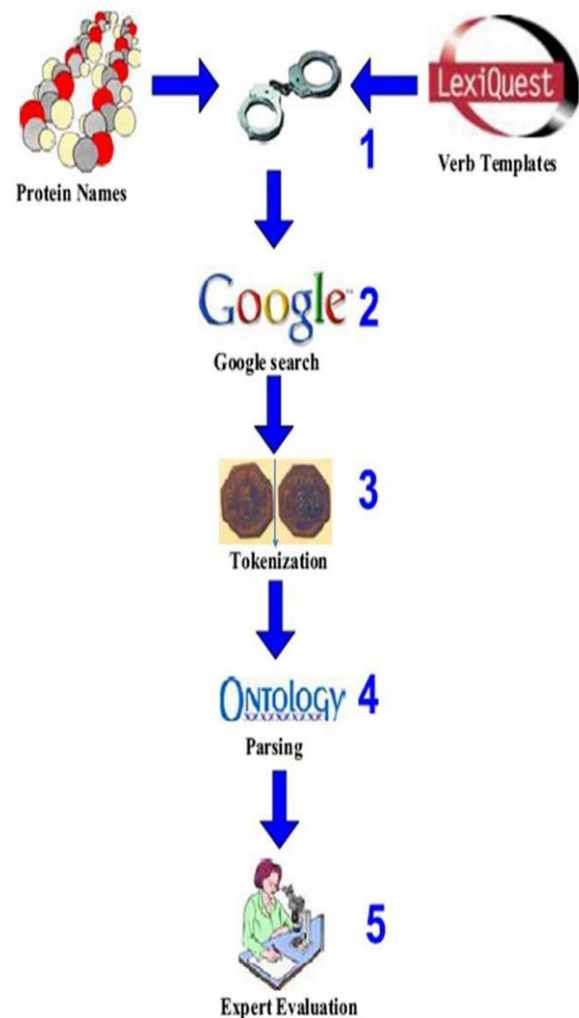 LexiQuest
1
Protein Names
Verb Templates
Google
2
Google search
3
Tokenization
ONTOLOGY
4
Parsing
5
Expert Evaluation